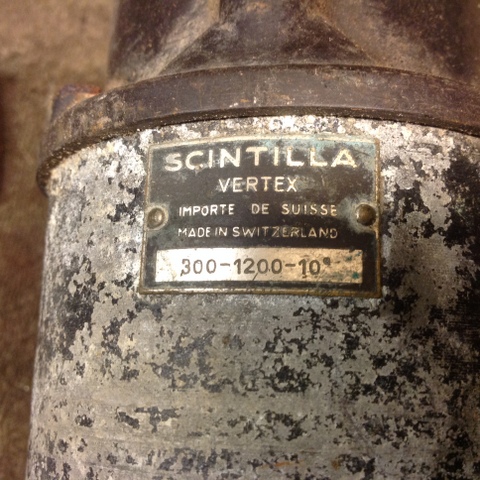 SCINTILLA
VERTEX
IMPORTE DE SUISSE
MADE IN SWITZERLAND
300-1200-10°